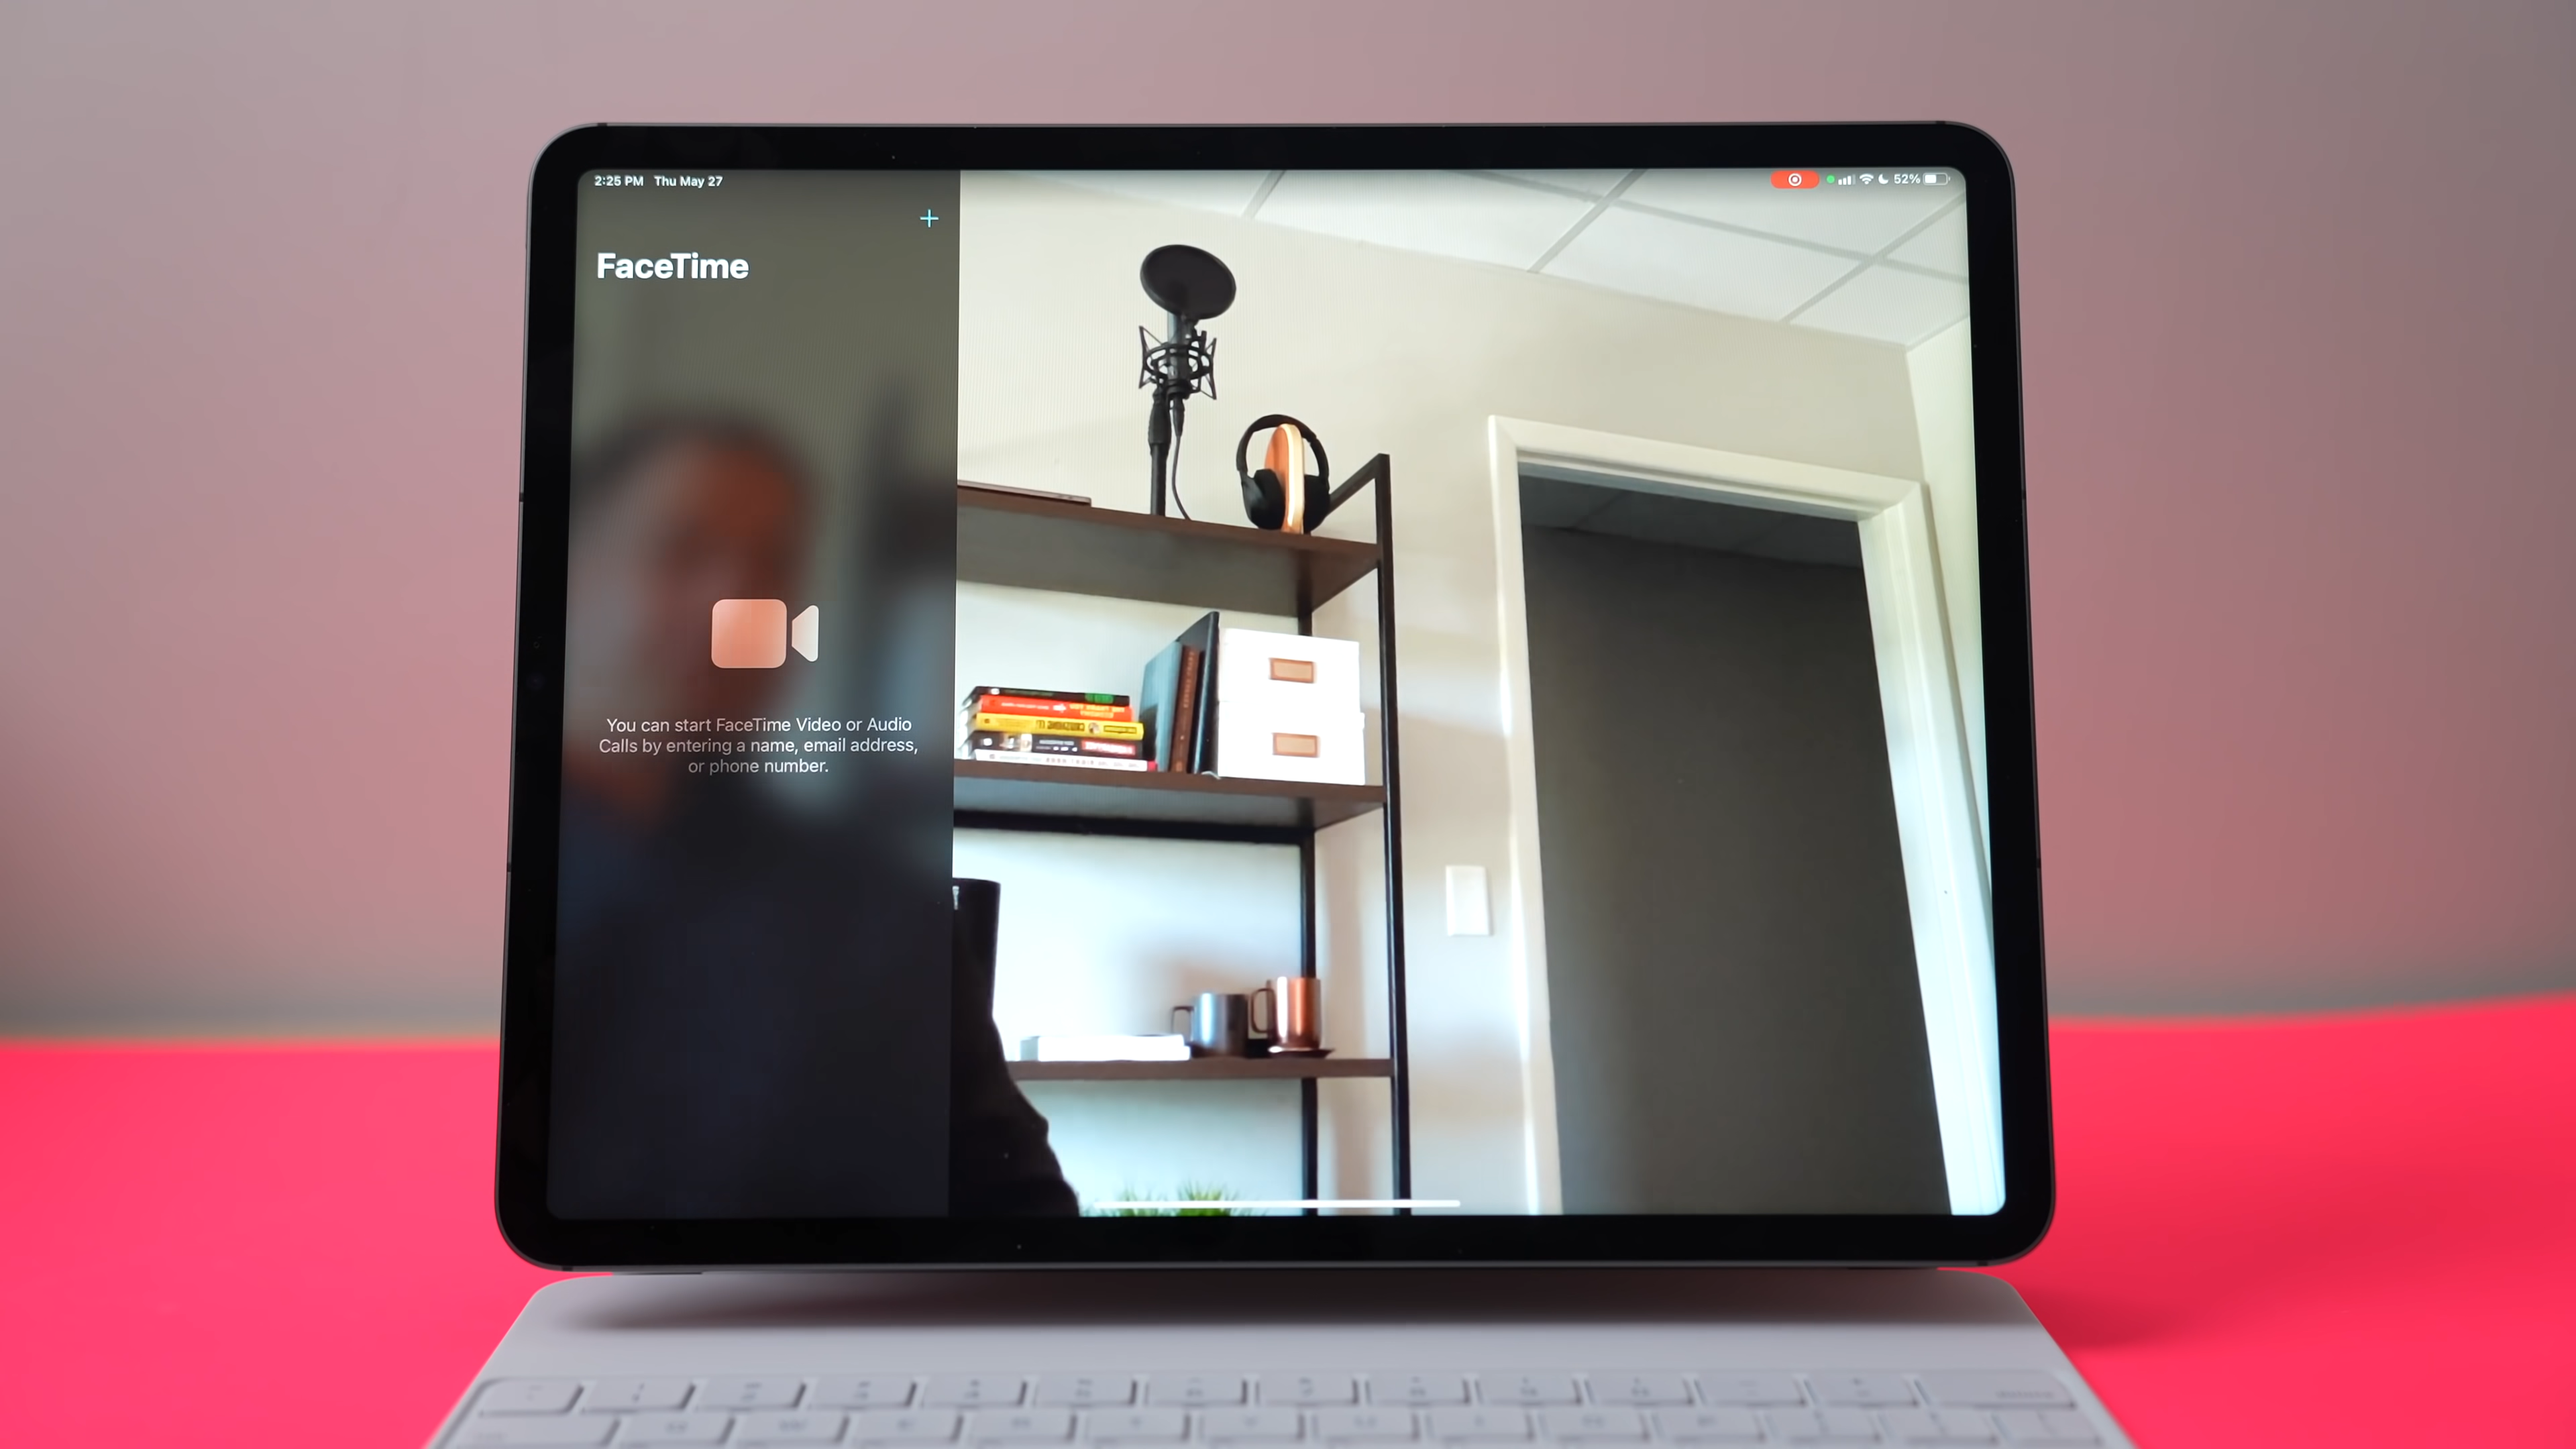 2:25 PM Thu May 27
52%
FaceTime
You can start FaceTime Video or Audio
Calls by entering a name, email address,
or phone number.